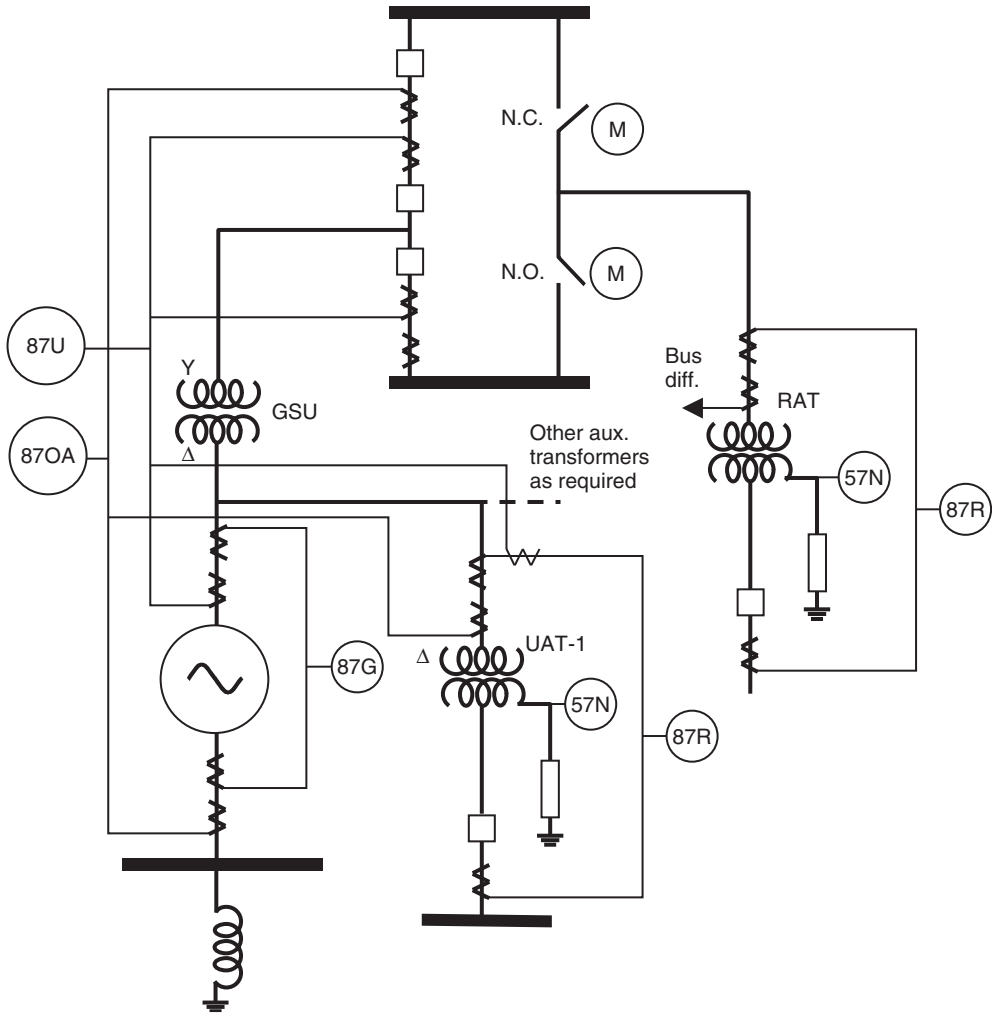 N.C.
M
N.O.
M
87U
Y
GSU
87OA
Δ
Bus
diff.
RAT
Other aux.
transformers
as required
57N
87R
87G
Δ
UAT-1
57N
87R